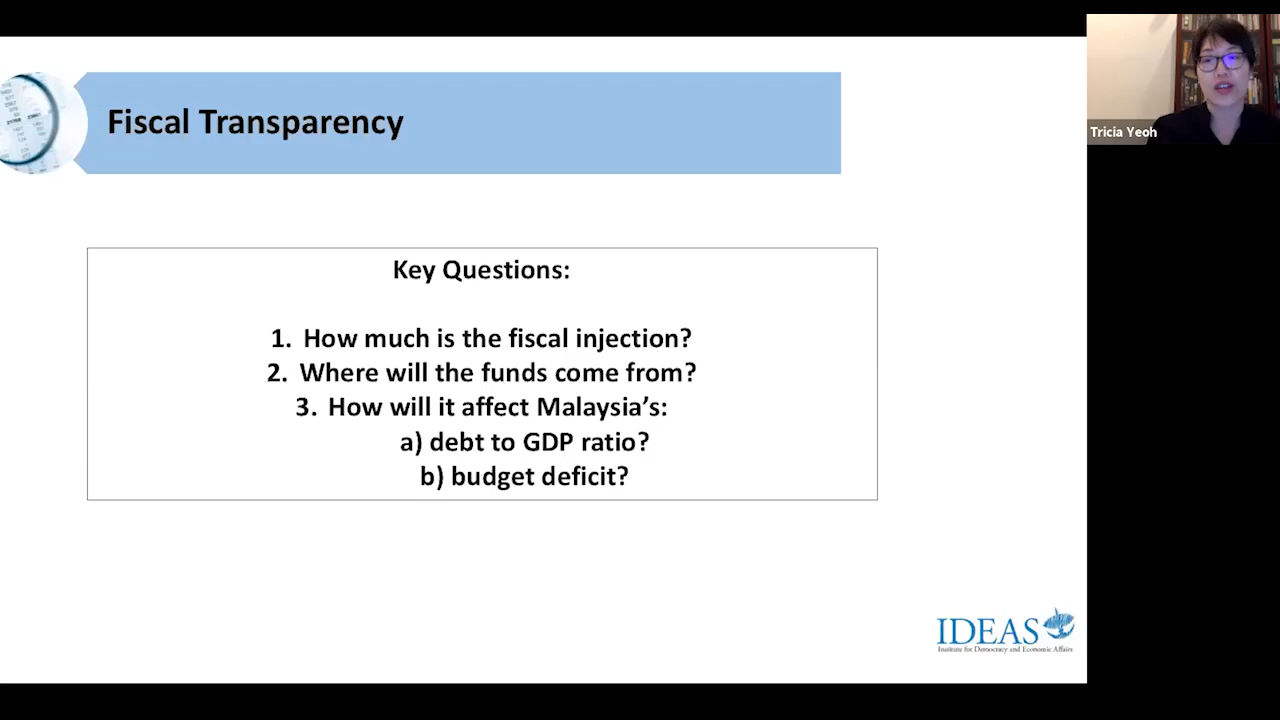 Fiscal Transparency
Key Questions:
1. How much is the fiscal injection?
2. Where will the funds come from?
3. How will it affect Malaysia's:
a) debt to GDP ratio?
b) budget deficit?
IDEAS
Institute for Democracy and Economic Affairs
Tricia Yeoh